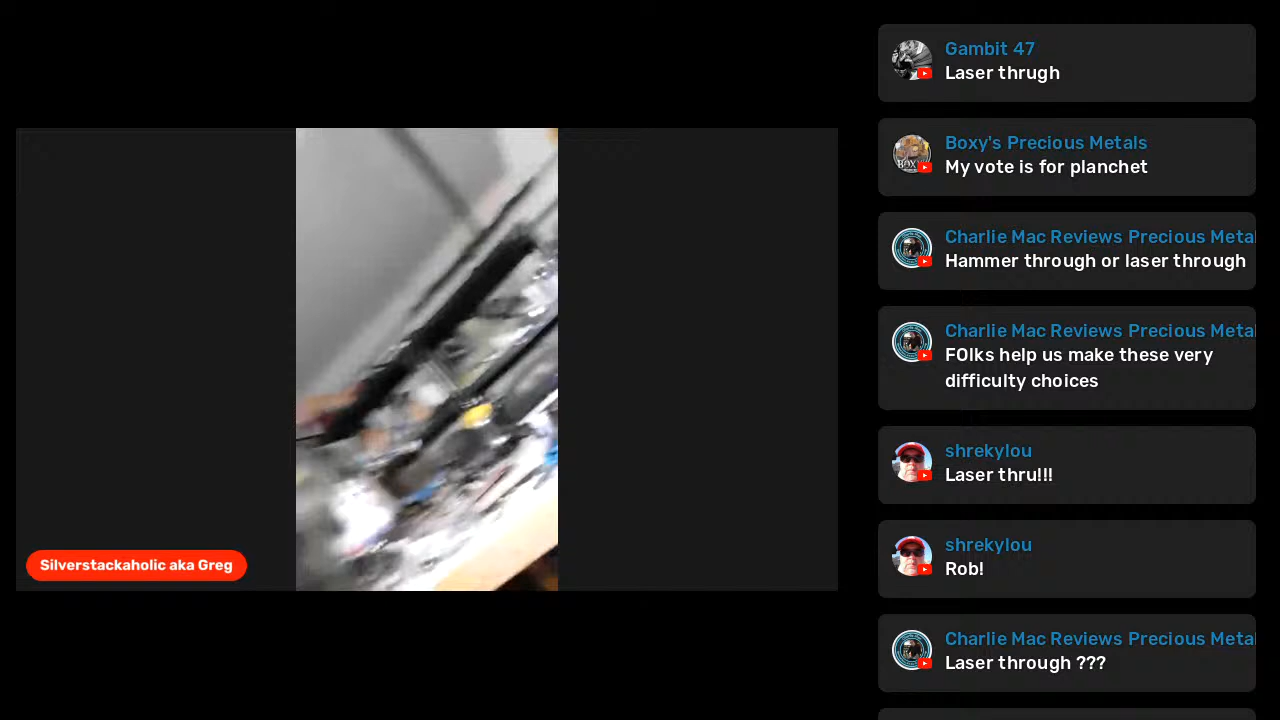 Gambit 47
Laser thrugh
Boxy's Precious Metals
My vote is for planchet
Charlie Mac Reviews Precious Metal
Hammer through or laser through
Charlie Mac Reviews Precious Metal
FOlks help us make these very
difficulty choices
shrekylou
Laser thru!!!
shrekylou
Rob!
Charlie Mac Reviews Precious Metal
Laser through ???
Silverstackaholic aka Greg